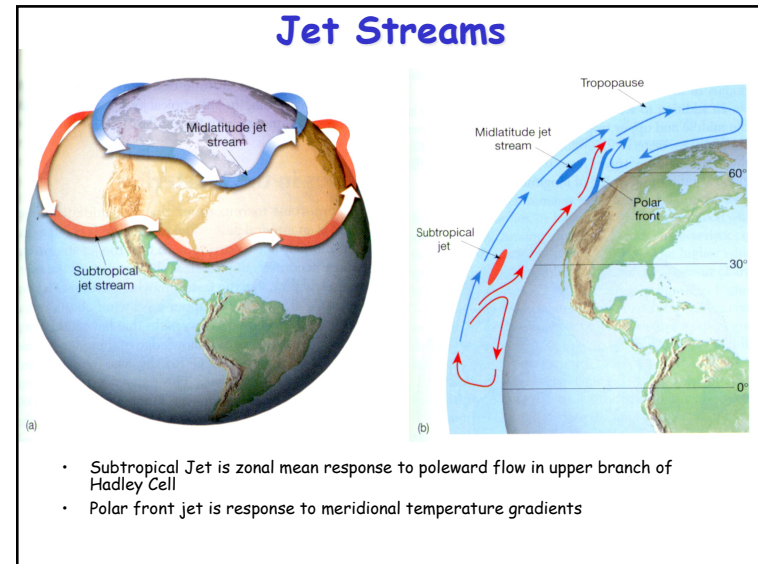 Jet Streams
Midlatitude jet
stream
Subtropical
jet stream
(a)
Tropopause
Midlatitude jet
stream
60°
Polar
front
Subtropical
jet
30°
0°
(b)
• Subtropical Jet is zonal mean response to poleward flow in upper branch of
Hadley Cell
• Polar front jet is response to meridional temperature gradients